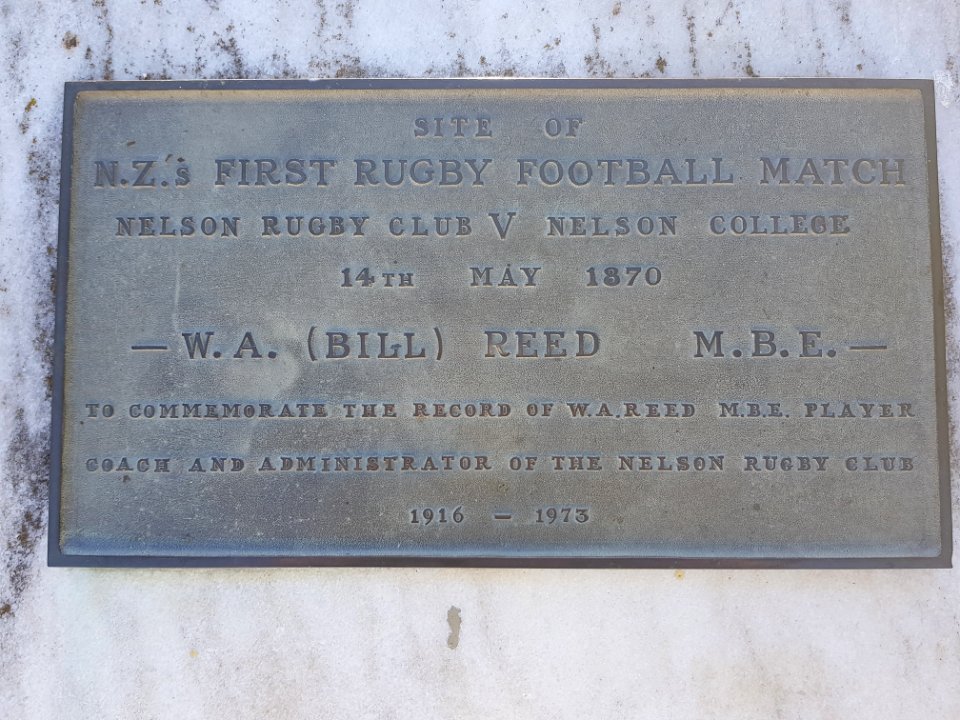 SITE OF
N.Z.'s FIRST RUGBY FOOTBALL MATCH
NELSON RUGBY CLUB V NELSON COLLEGE
14TH MAY 1870
— W.A. (BILL) REED M.B.E. —
TO COMMEMORATE THE RECORD OF W.A.REED M.B.E. PLAYER
COACH AND ADMINISTRATOR OF THE NELSON RUGBY CLUB
1916 — 1973